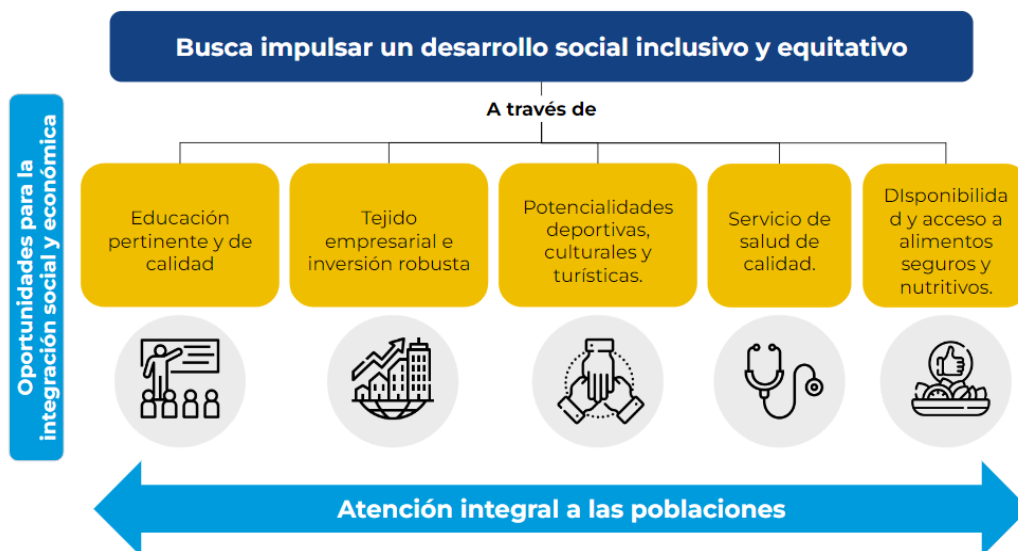 Busca impulsar un desarrollo social inclusivo y equitativo
A través de
Oportunidades para la
integración social y económica
Educación
pertinente y de
calidad
Tejido
empresarial e
inversión robusta
Potencialidades
deportivas,
culturales y
turísticas.
Servicio de
salud de
calidad.
DIsponibilida
d y acceso a
alimentos
seguros y
nutritivos.
Atención integral a las poblaciones